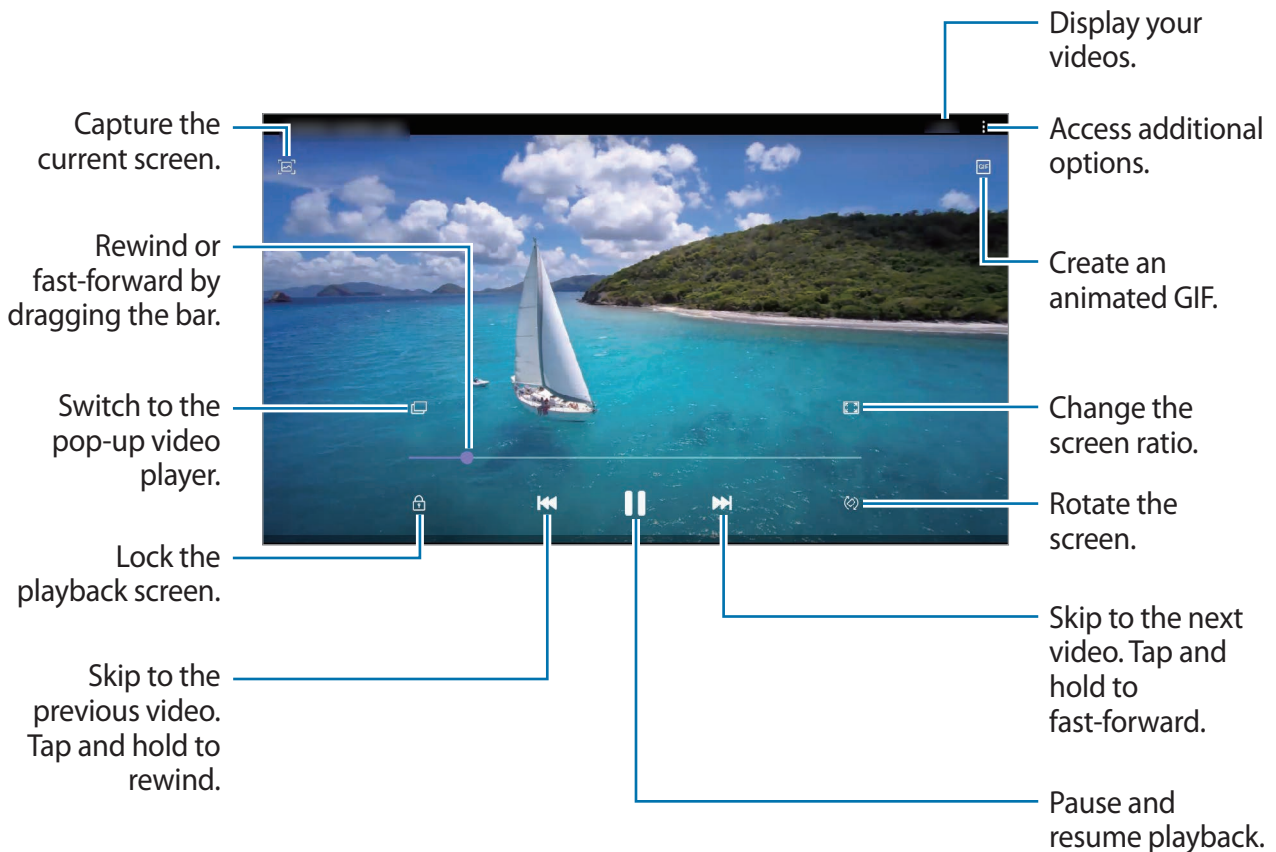 Display your
videos.
Capture the
current screen.
Access additional
options.
GIF
Rewind or
fast-forward by
dragging the bar.
Create an
animated GIF.
Switch to the
pop-up video
player.
Change the
screen ratio.
Rotate the
screen.
Lock the
playback screen.
Skip to the next
video. Tap and
hold to
fast-forward.
Skip to the
previous video.
Tap and hold to
rewind.
Pause and
resume playback.